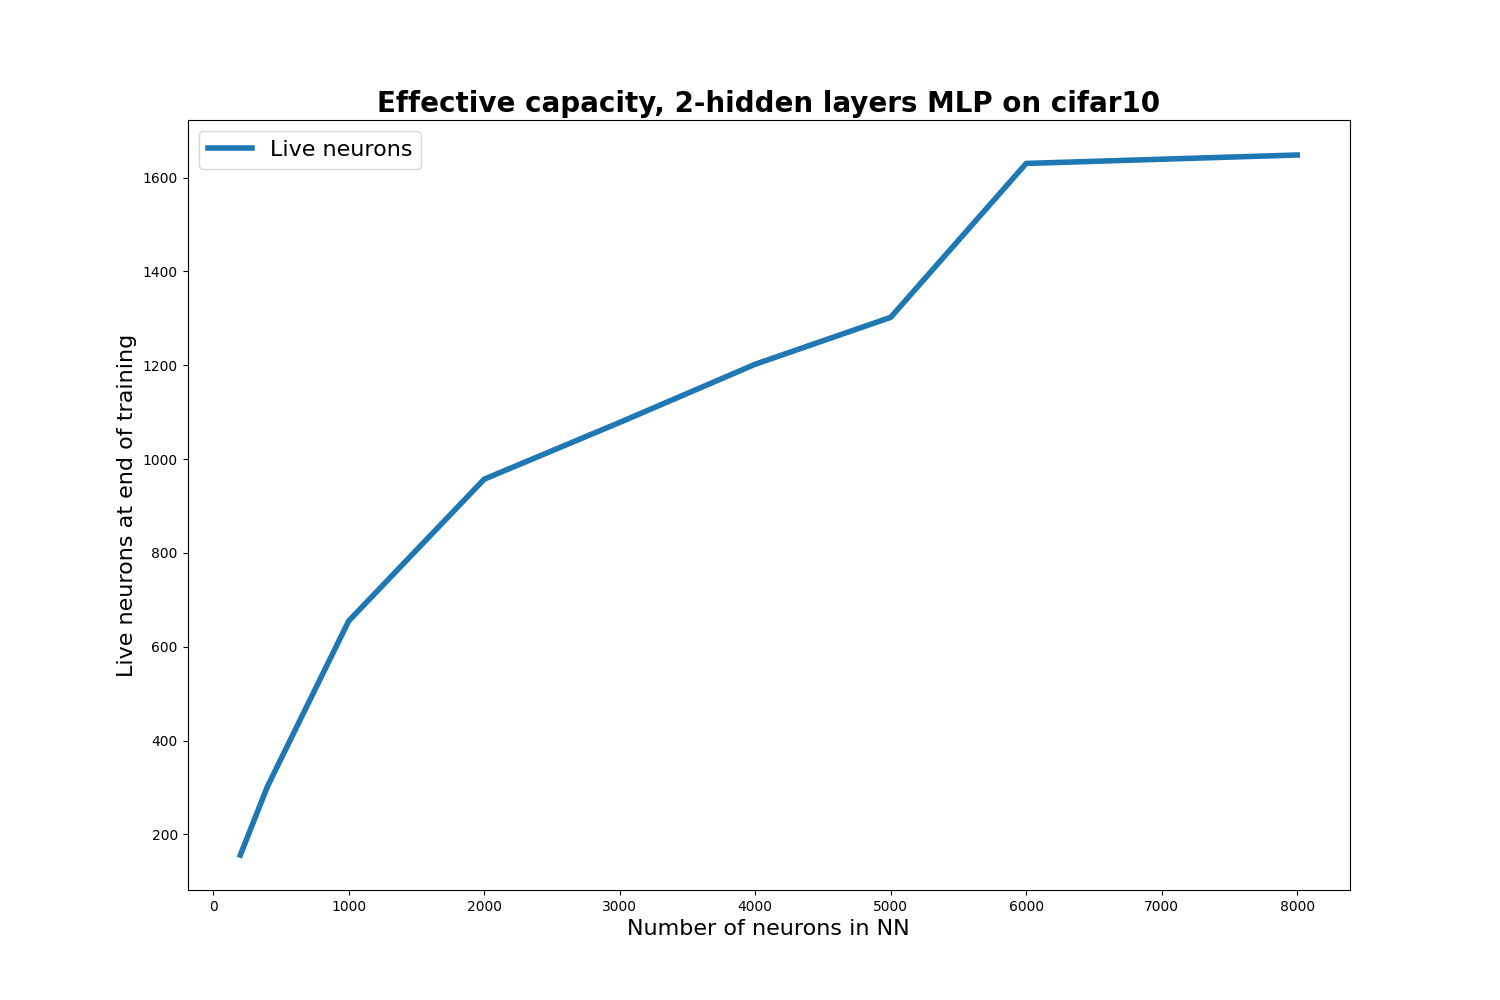 Effective capacity, 2-hidden layers MLP on cifar10
Live neurons
1600
1400
1200
1000
800
600
400
200
Live neurons at end of training
0 1000 2000 3000 4000 5000 6000 7000 8000
Number of neurons in NN